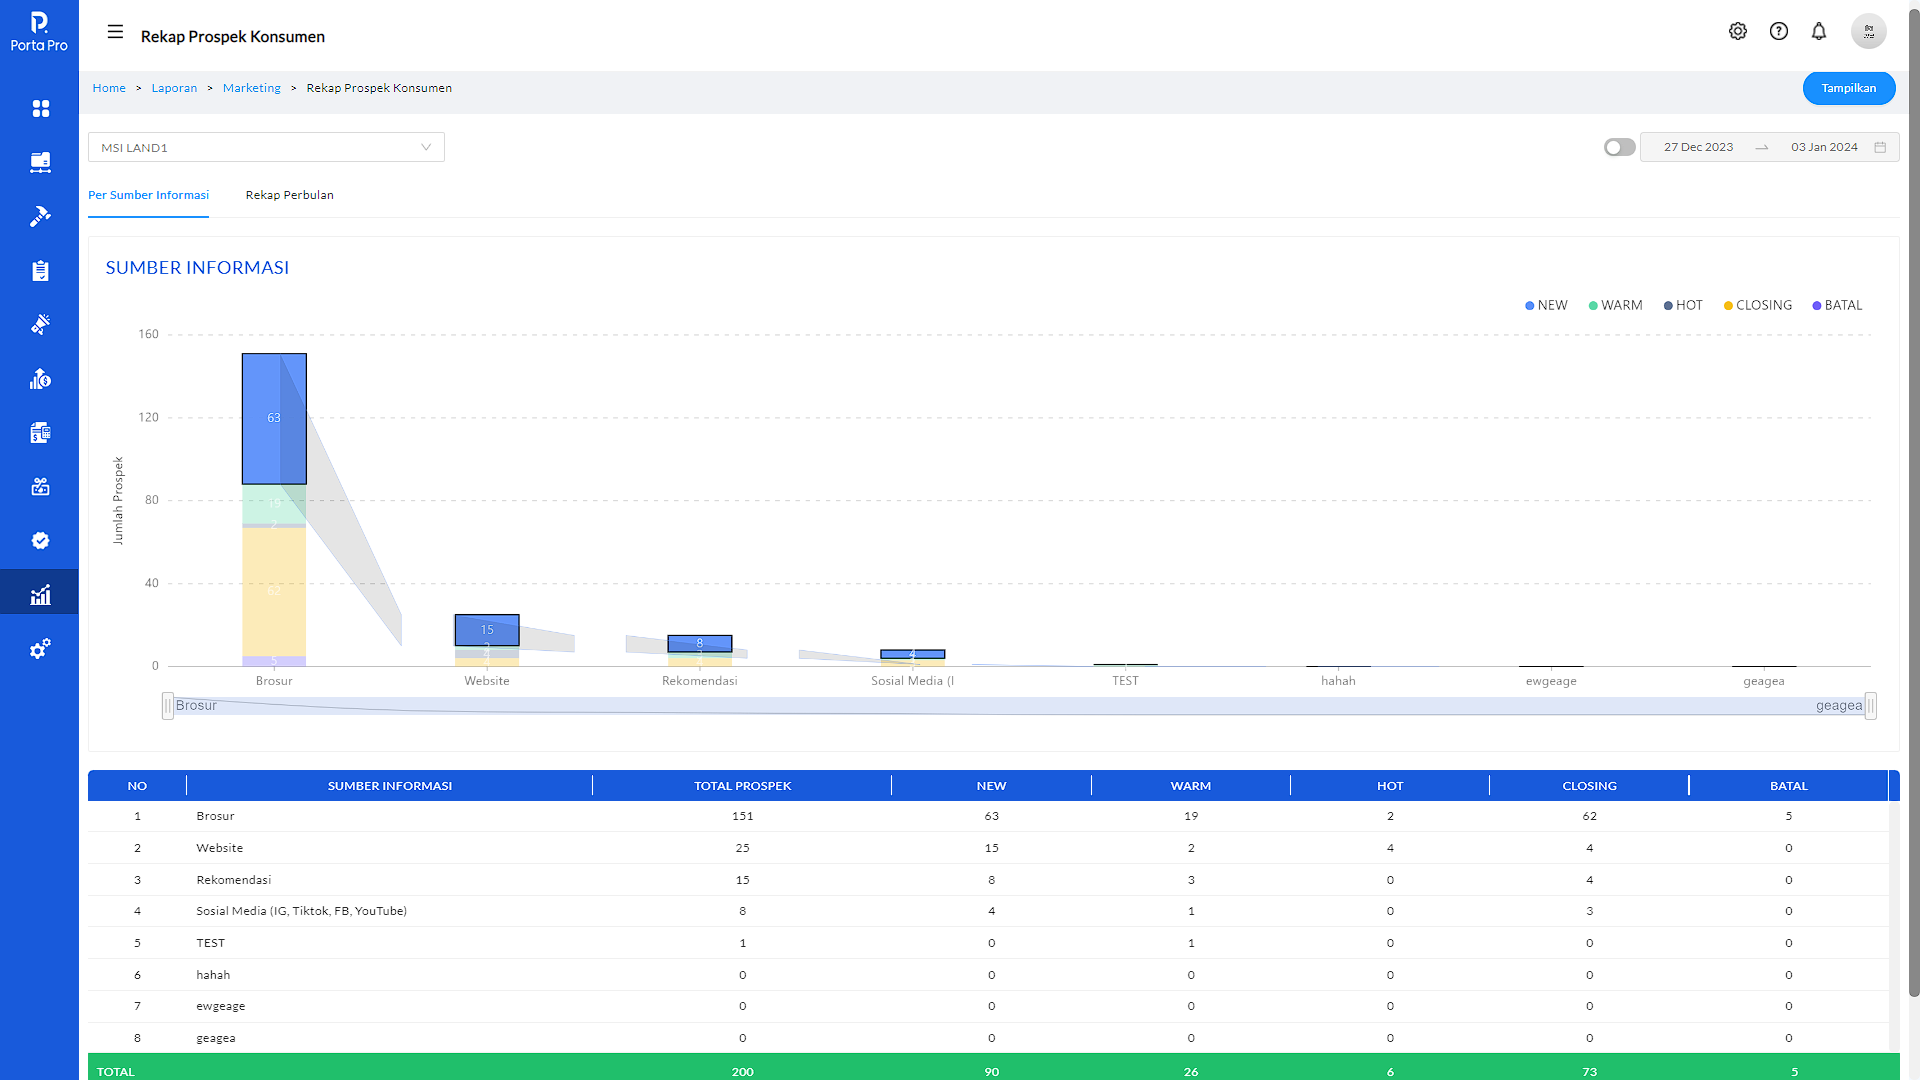 Porta Pro
Rekap Prospek Konsumen
Home > Laporan > Marketing > Rekap Prospek Konsumen
Tampilkan
MSI LAND1
27 Dec 2023
03 Jan 2024
Per Sumber Informasi
Rekap Perbulan
SUMBER INFORMASI
NEW WARM HOT CLOSING BATAL
Jumlah Prospek
160
120
80
40
0
63
19
2
62
5
15
8
4
Brosur Website Rekomendasi Sosial Media (I TEST hahah ewgeage geagea
Brosur geagea
NO SUMBER INFORMASI TOTAL PROSPEK NEW WARM HOT CLOSING BATAL
1 Brosur 151 63 19 2 62 5
2 Website 25 15 2 4 4 0
3 Rekomendasi 15 8 3 0 4 0
4 Sosial Media (IG, Tiktok, FB, YouTube) 8 4 1 0 3 0
5 TEST 1 0 1 0 0 0
6 hahah 0 0 0 0 0 0
7 ewgeage 0 0 0 0 0 0
8 geagea 0 0 0 0 0 0
TOTAL 200 90 26 6 73 5